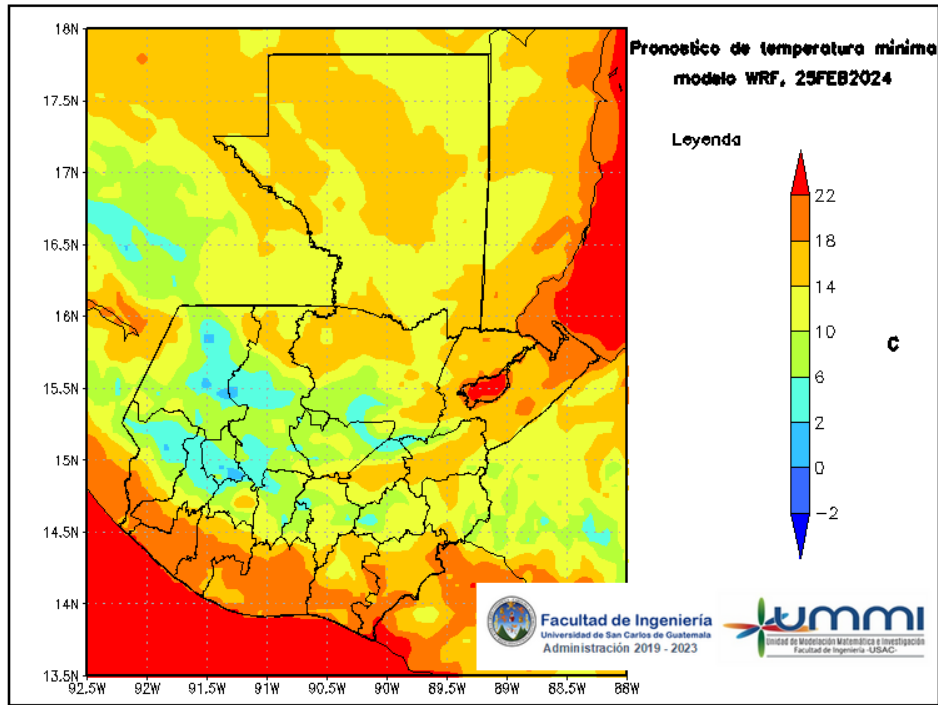 Pronostico de temperatura minima
modelo WRF, 25FEB2024
Leyenda
22
18
14
10
6
2
0
−2
C
18N
17.5N
17N
16.5N
16N
15.5N
15N
14.5N
14N
13.5N
92.5W 92W 91.5W 91W 90.5W 90W 89.5W 89W 88.5W 88W
Facultad de Ingeniería
Universidad de San Carlos de Guatemala
Administración 2019 - 2023
UMMI
Unidad de Modelación Matemática e Investigación
Facultad de Ingeniería -USAC-